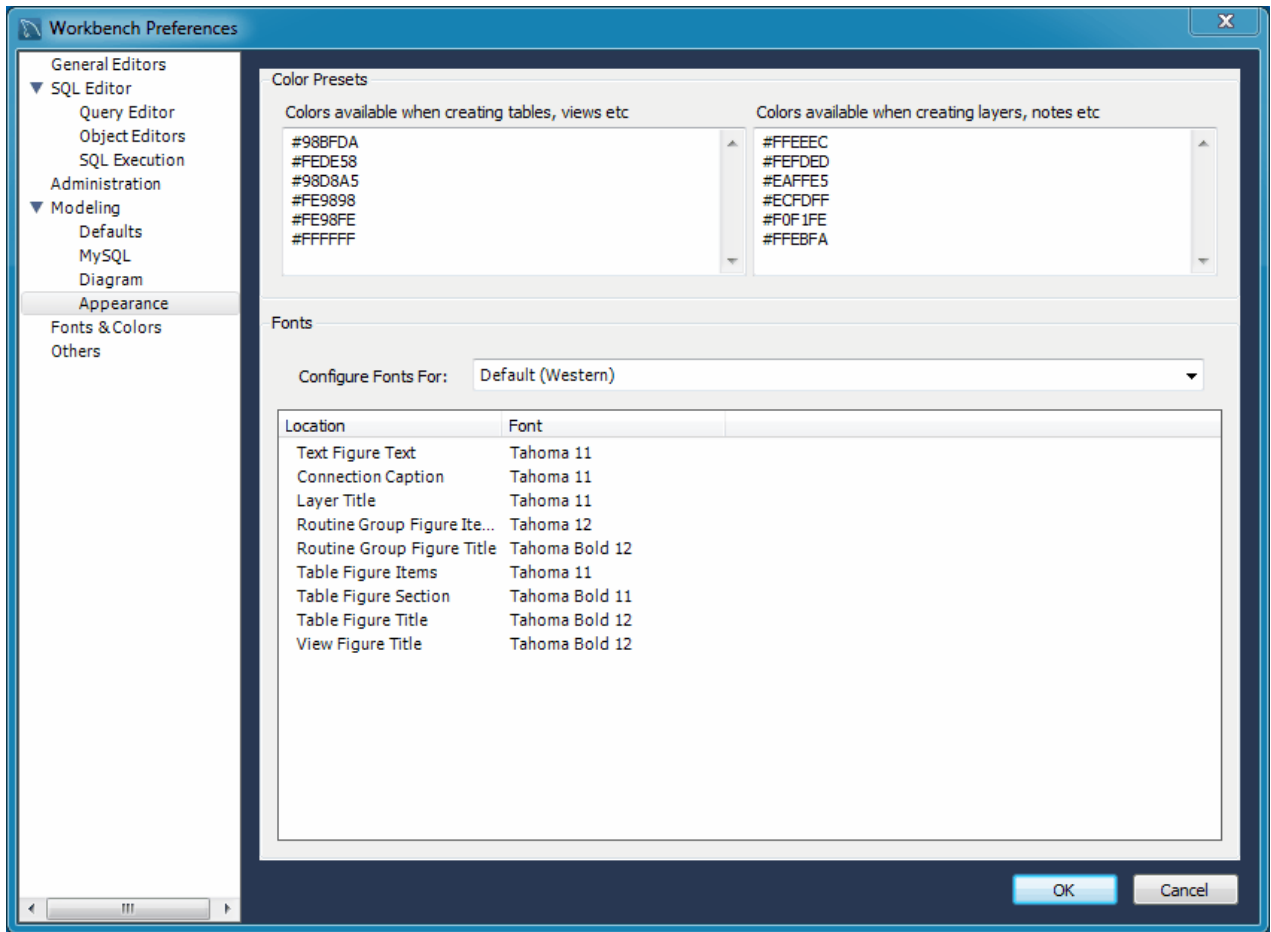 Workbench Preferences
General Editors
SQL Editor
Query Editor
Object Editors
SQL Execution
Administration
Modeling
Defaults
MySQL
Diagram
Appearance
Fonts & Colors
Others
Color Presets
Colors available when creating tables, views etc
#98BFDA
#FEDE58
#98D8A5
#FE9898
#FE98FE
#FFFFFF
Colors available when creating layers, notes etc
#FFEEEC
#FEFDED
#EAFFE5
#ECFDFF
#F0F1FE
#FFEBFA
Fonts
Configure Fonts For: Default (Western)
Location Font
Text Figure Text Tahoma 11
Connection Caption Tahoma 11
Layer Title Tahoma 11
Routine Group Figure Ite... Tahoma 12
Routine Group Figure Title Tahoma Bold 12
Table Figure Items Tahoma 11
Table Figure Section Tahoma Bold 11
Table Figure Title Tahoma Bold 12
View Figure Title Tahoma Bold 12
OK Cancel